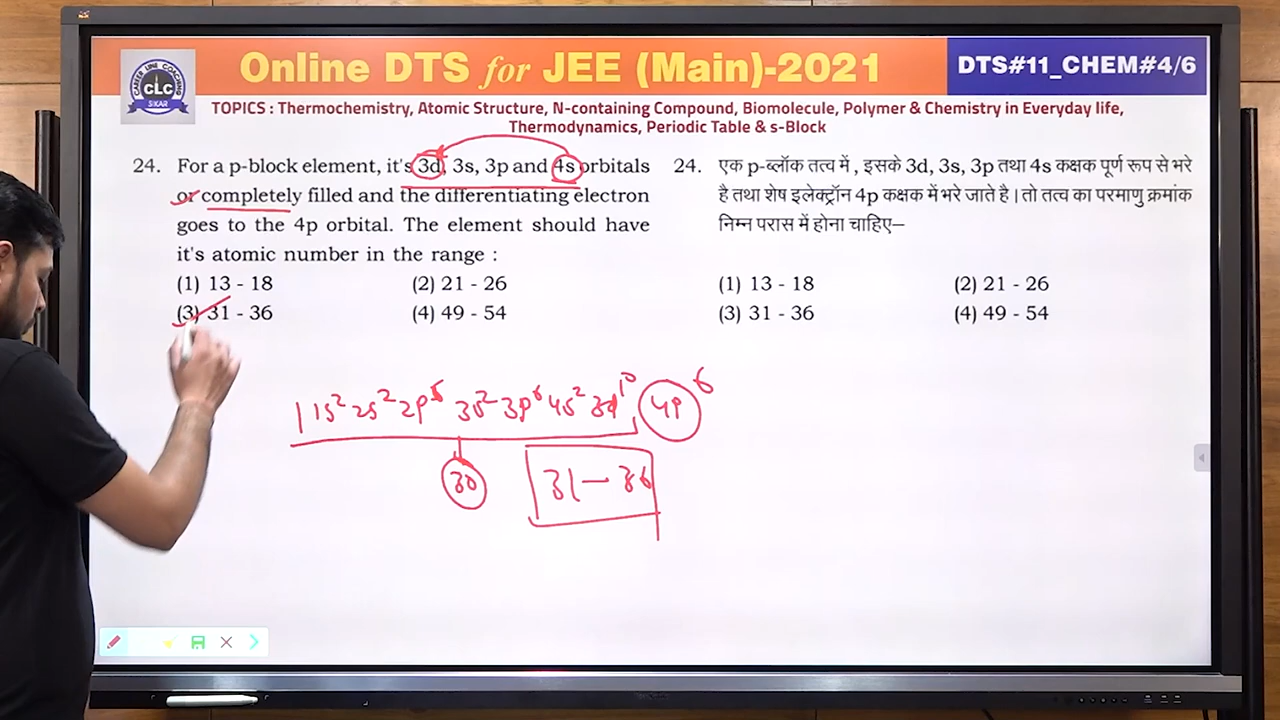 Online DTS for JEE (Main)-2021
DTS#11_CHEM#4/6
CAREER LINE COACHING
CLC
SIKAR
TOPICS : Thermochemistry, Atomic Structure, N-containing Compound, Biomolecule, Polymer & Chemistry in Everyday life,
Thermodynamics, Periodic Table & s-Block
24. For a p-block element, it's 3d, 3s, 3p and 4s orbitals
or completely filled and the differentiating electron
goes to the 4p orbital. The element should have
it's atomic number in the range :
(1) 13 - 18 (2) 21 - 26
(3) 31 - 36 (4) 49 - 54
24. एक p-ब्लॉक तत्व में , इसके 3d, 3s, 3p तथा 4s कक्षक पूर्ण रूप से भरे
है तथा शेष इलेक्ट्रॉन 4p कक्षक में भरे जाते है । तो तत्व का परमाणु क्रमांक
निम्न परास में होना चाहिए–
(1) 13 - 18 (2) 21 - 26
(3) 31 - 36 (4) 49 - 54
1s² 2s² 2p⁶ 3s² 3p⁶ 4s² 3d¹⁰ 4p⁶
30
31 – 36